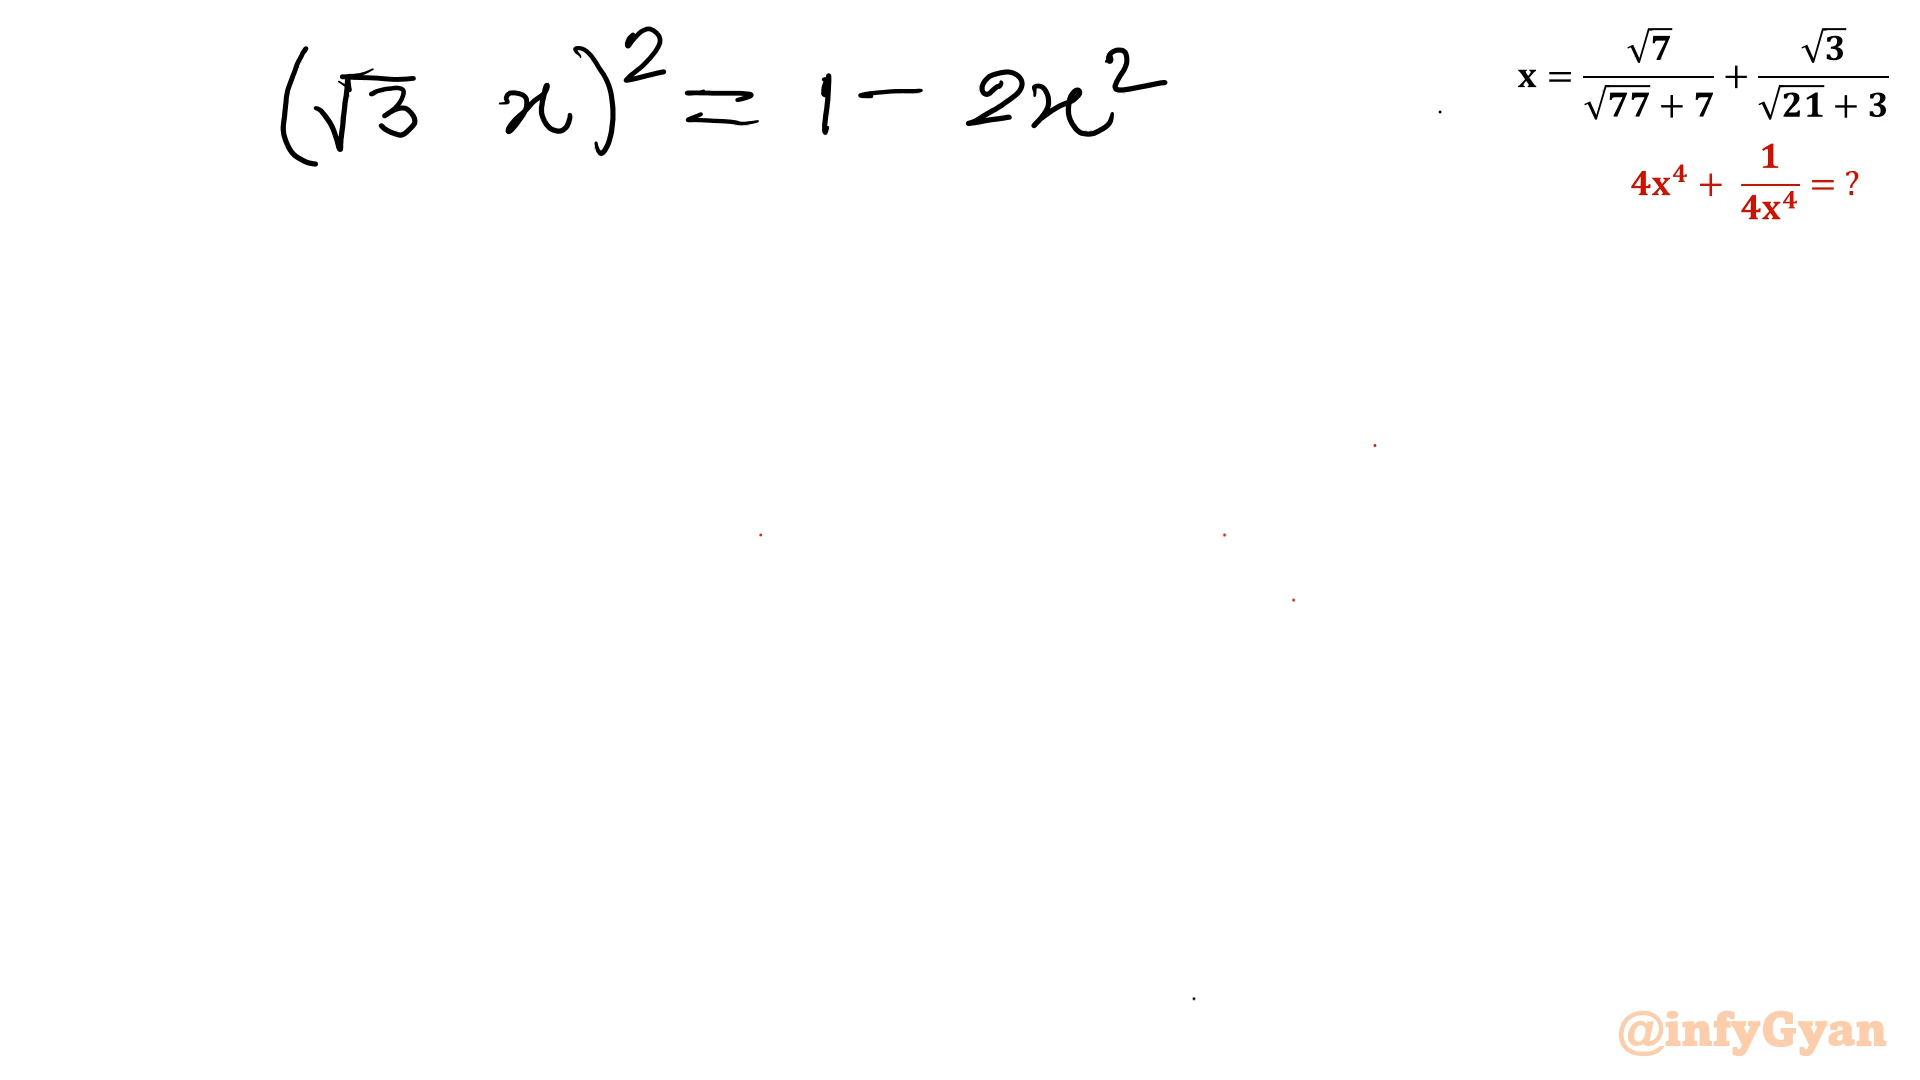 (√3 x)² = 1 - 2x²
x = √7/(√77 + 7) + √3/(√21 + 3)
4x⁴ + 1/4x⁴ = ?
@infyGyan